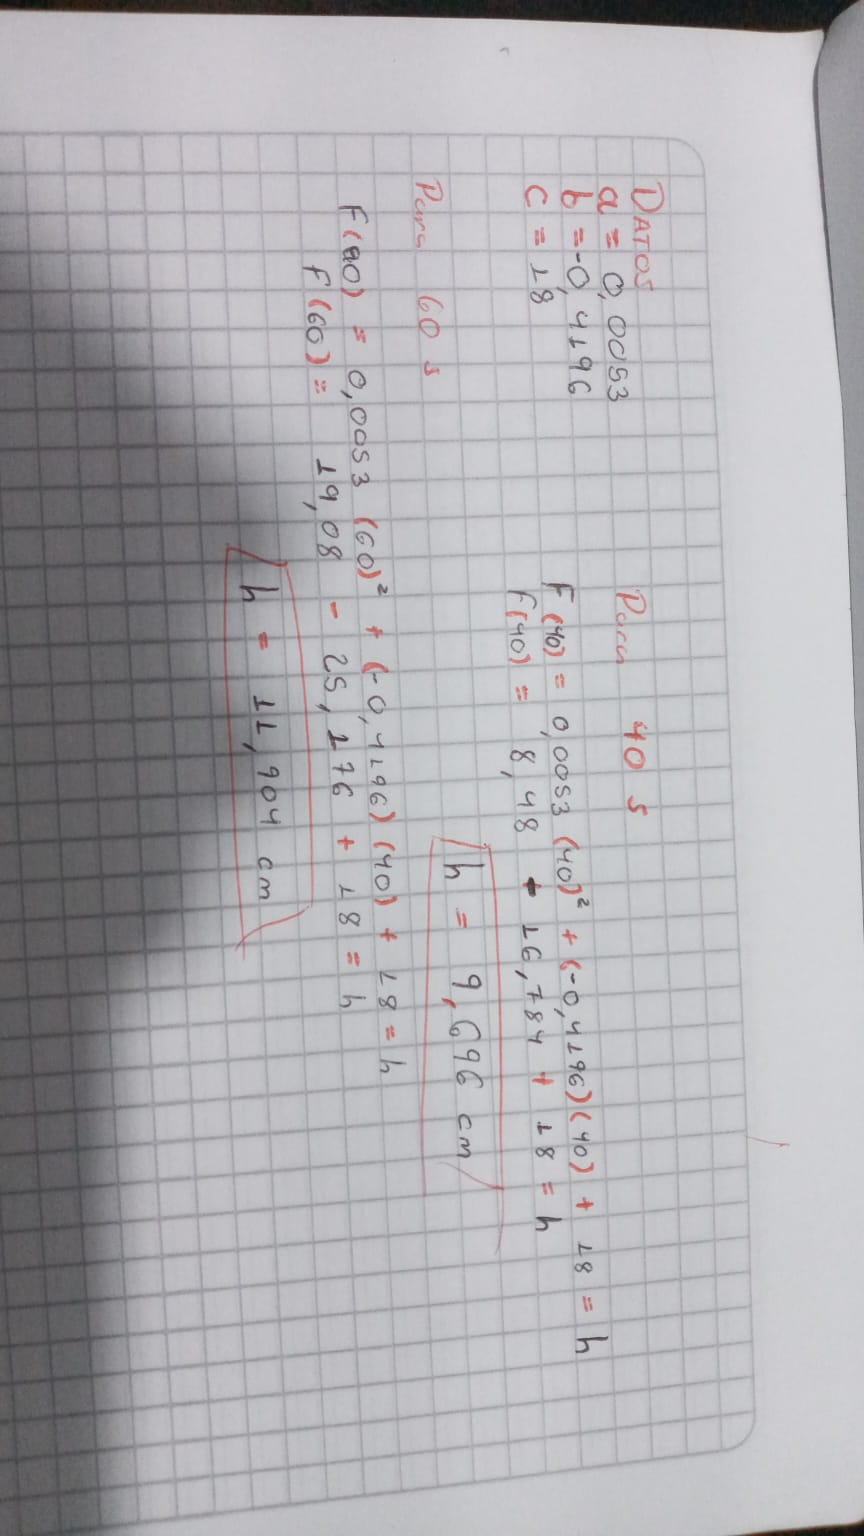 DATOS
a = 0,0053
b = -0,4196
c = 18
Para 40 s
F(40) = 0,0053 (40)² + (-0,4196)(40) + 18 = h
F(40) = 8,48 - 16,784 + 18 = h
h = 9,696 cm
Para 60 s
F(60) = 0,0053 (60)² + (-0,4196) (40) + 18 = h
F(60) = 19,08 - 25,176 + 18 = h
h = 11,904 cm